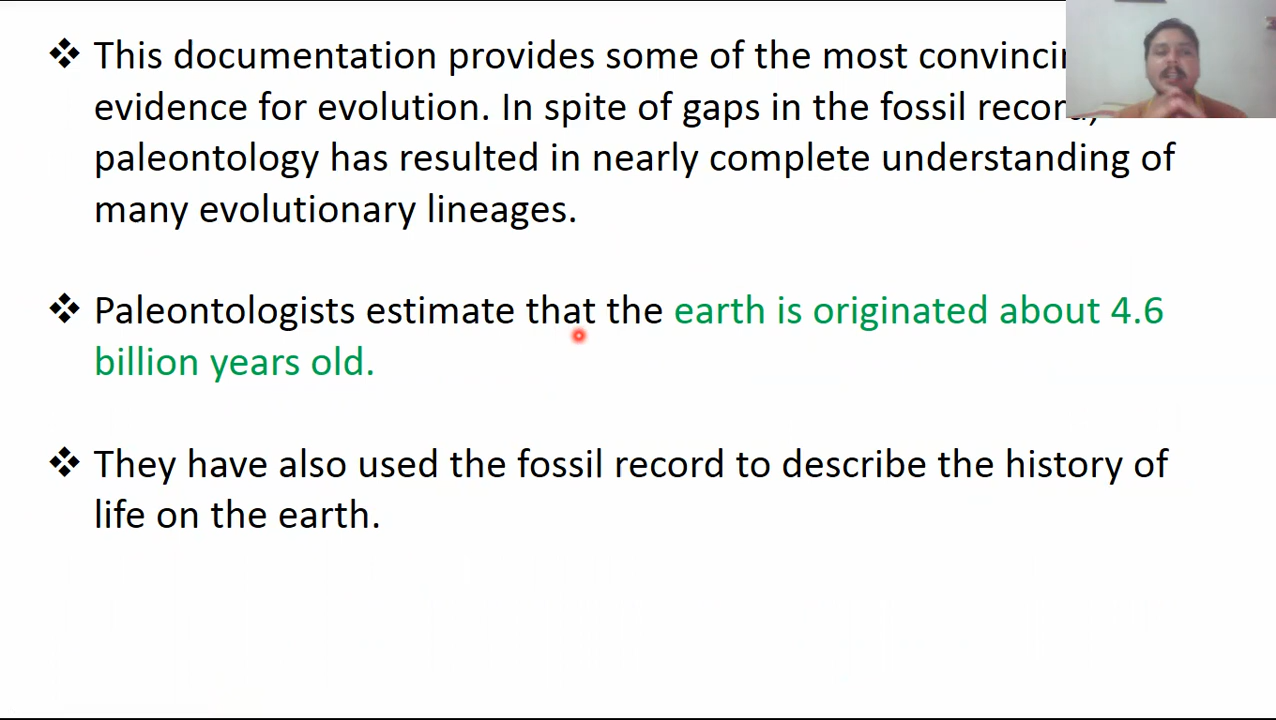 ❖ This documentation provides some of the most
evidence for evolution. In spite of gaps in the fossil
paleontology has resulted in nearly complete understanding of
many evolutionary lineages.
❖ Paleontologists estimate that the earth is originated about 4.6
billion years old.
❖ They have also used the fossil record to describe the history of
life on the earth.